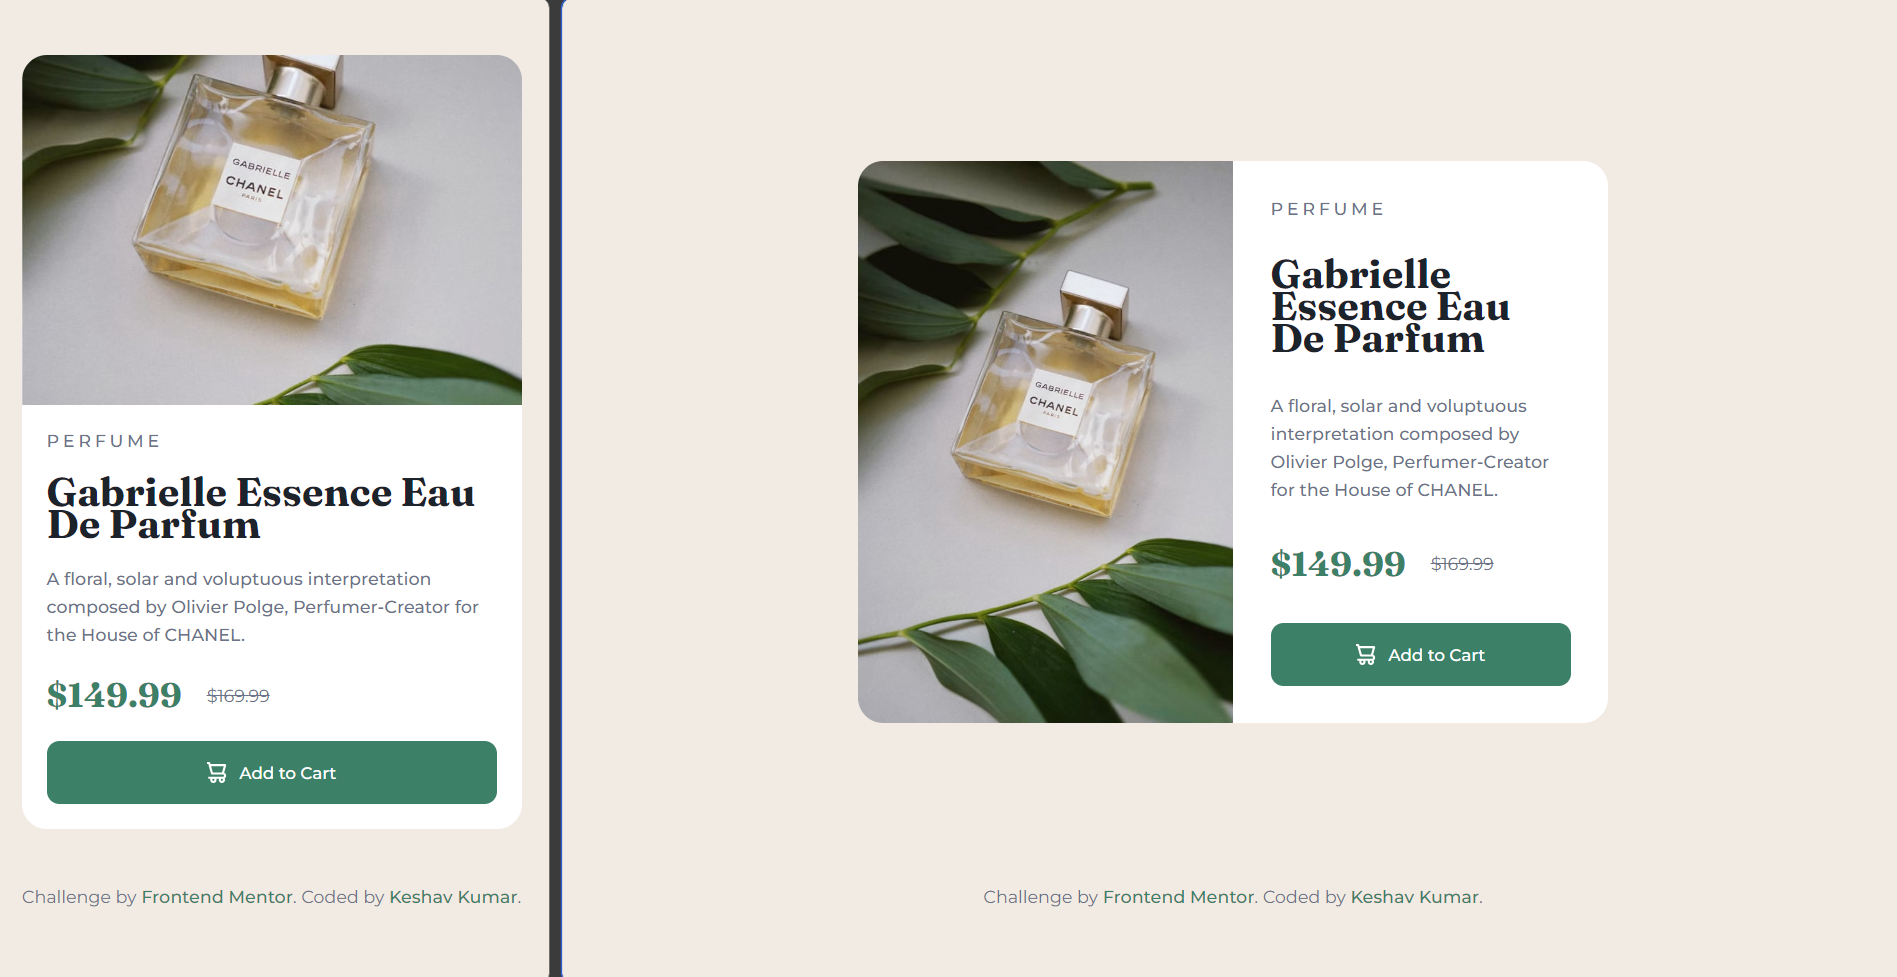 GABRIELLE
CHANEL
PARIS
PERFUME
Gabrielle Essence Eau
De Parfum
A floral, solar and voluptuous interpretation
composed by Olivier Polge, Perfumer-Creator for
the House of CHANEL.
$149.99 $169.99
Add to Cart
Challenge by Frontend Mentor. Coded by Keshav Kumar.
GABRIELLE
CHANEL
PARIS
PERFUME
Gabrielle
Essence Eau
De Parfum
A floral, solar and voluptuous
interpretation composed by
Olivier Polge, Perfumer-Creator
for the House of CHANEL.
$149.99 $169.99
Add to Cart
Challenge by Frontend Mentor. Coded by Keshav Kumar.